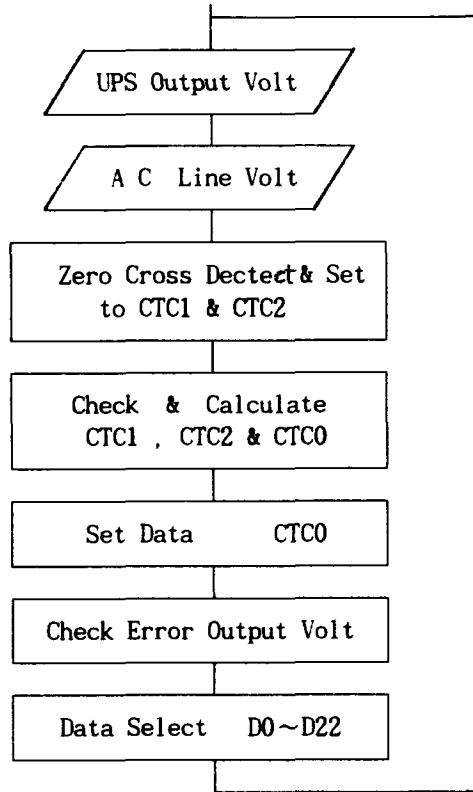 UPS Output Volt
A C Line Volt
Zero Cross Dectect & Set
to CTC1 & CTC2
Check & Calculate
CTC1 , CTC2 & CTC0
Set Data CTC0
Check Error Output Volt
Data Select D0~D22